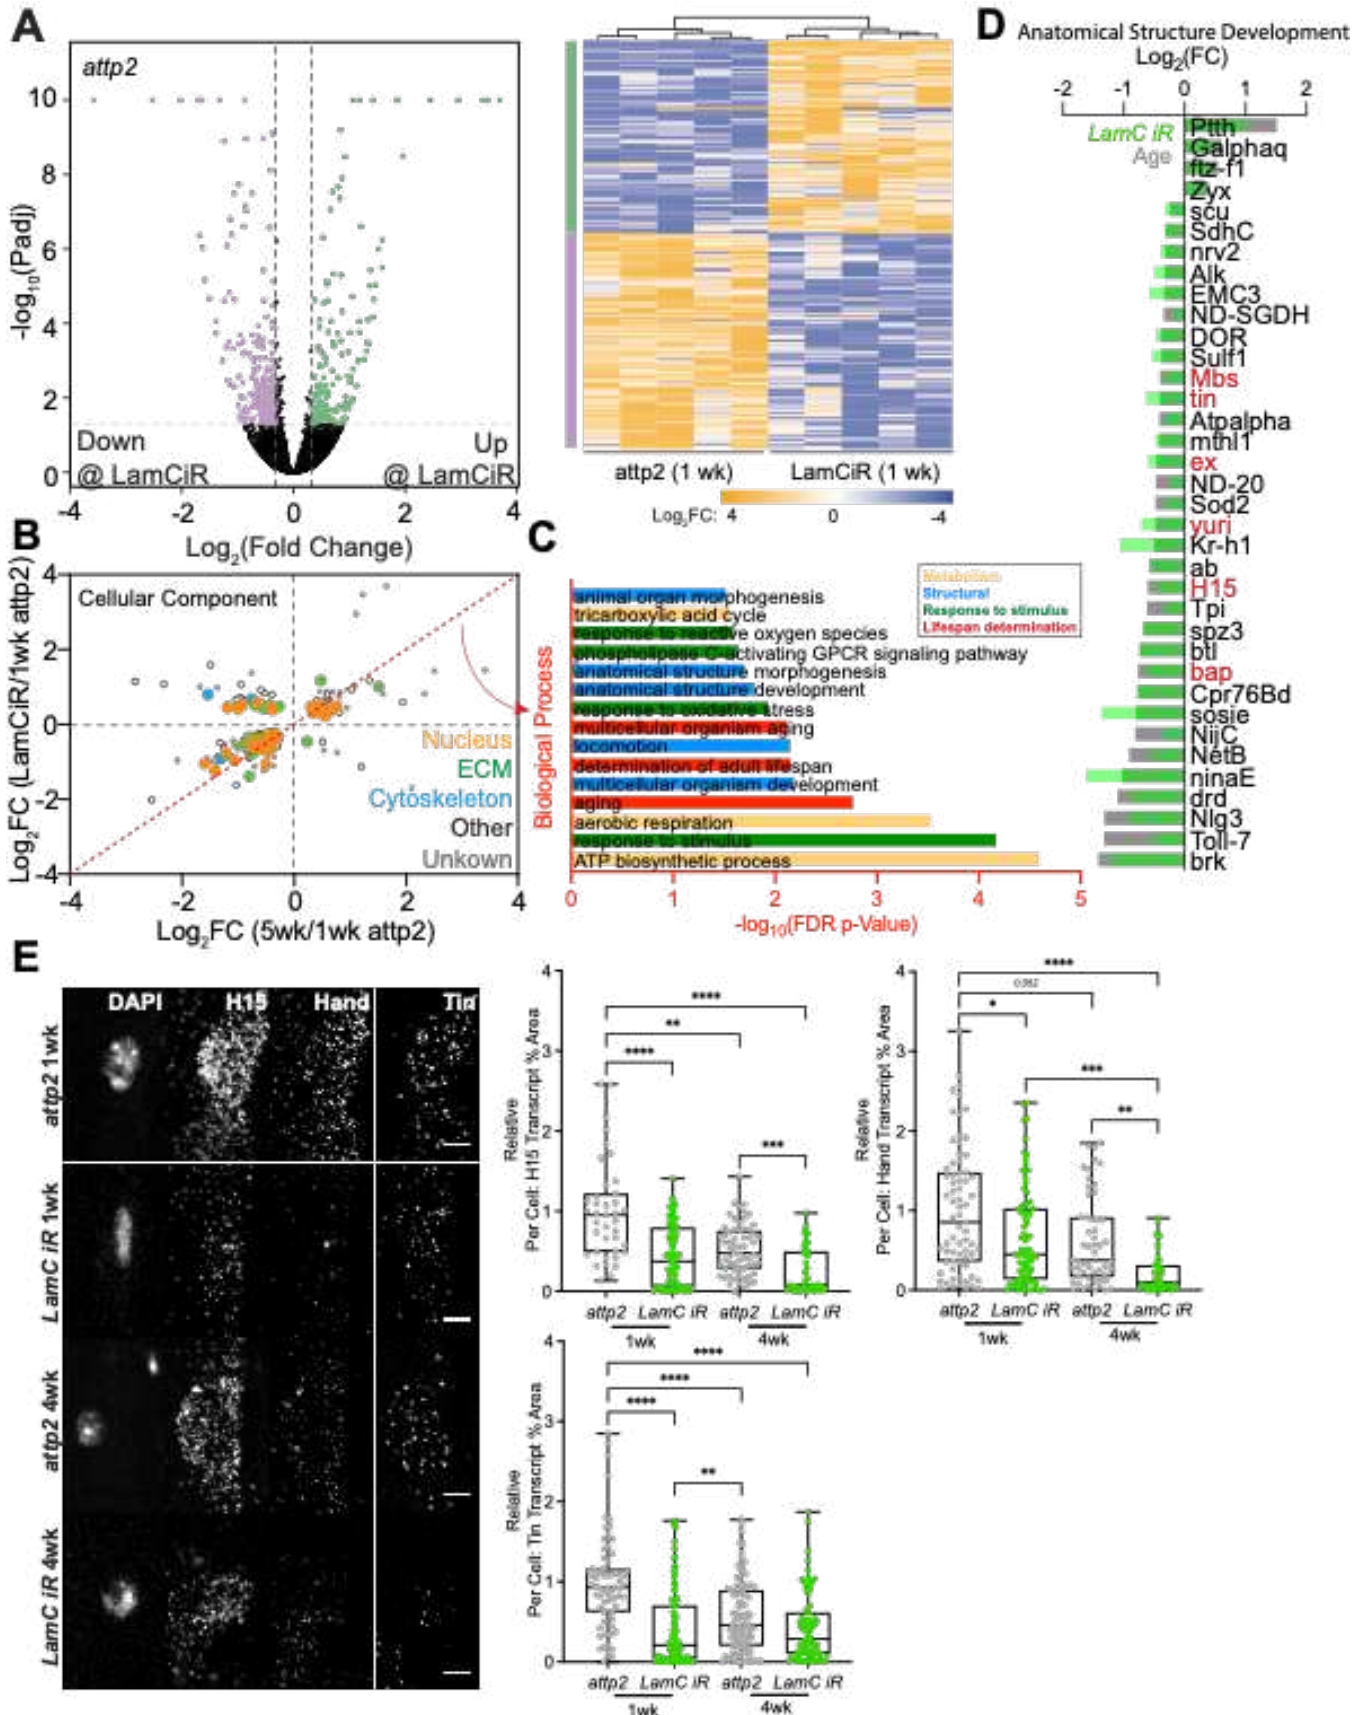 A
attp2
-log10(Padj)
10
8
6
4
2
0
Down
@ LamCiR
Up
@ LamCiR
-4
-2
0
2
4
Log2(Fold Change)
attp2 (1 wk)
LamCiR (1 wk)
Log2FC: 4
0
-4
B
Cellular Component
Log2FC (LamCiR/1wk attp2)
4
2
0
-2
-4
Nucleus
ECM
Cytoskeleton
Other
Unkown
-4
-2
0
2
4
Log2FC (5wk/1wk attp2)
C
Metabolism
Structural
Response to stimulus
Lifespan determination
Biological Process
animal organ morphogenesis
tricarboxylic acid cycle
response to reactive oxygen species
phospholipase C-activating GPCR signaling pathway
anatomical structure morphogenesis
anatomical structure development
response to oxidative stress
multicellular organism aging
locomotion
determination of adult lifespan
multicellular organism development
aging
aerobic respiration
response to stimulus
ATP biosynthetic process
0
1
2
3
4
5
-log10(FDR p-Value)
D
Anatomical Structure Development
Log2(FC)
-2
-1
0
1
2
LamC iR
Age
Ptth
Galphaq
ftz-f1
Zyx
scu
SdhC
nrv2
Alk
EMC3
ND-SGDH
DOR
Sulf1
Mbs
tin
Atpalpha
mthl1
ex
ND-20
Sod2
yuri
Kr-h1
ab
H15
Tpi
spz3
btl
bap
Cpr76Bd
sosie
NijC
NetB
ninaE
drd
Nlg3
Toll-7
brk
E
DAPI
H15
Hand
Tin
attp2 1wk
LamC iR 1wk
attp2 4wk
LamC iR 4wk
Relative
Per Cell: H15 Transcript % Area
4
3
2
1
0
****
**
****
***
attp2
LamC iR
attp2
LamC iR
1wk
4wk
Relative
Per Cell: Hand Transcript % Area
4
3
2
1
0
****
*
***
**
attp2
LamC iR
attp2
LamC iR
1wk
4wk
Relative
Per Cell: Tin Transcript % Area
4
3
2
1
0
****
****
****
**
attp2
LamC iR
attp2
LamC iR
1wk
4wk